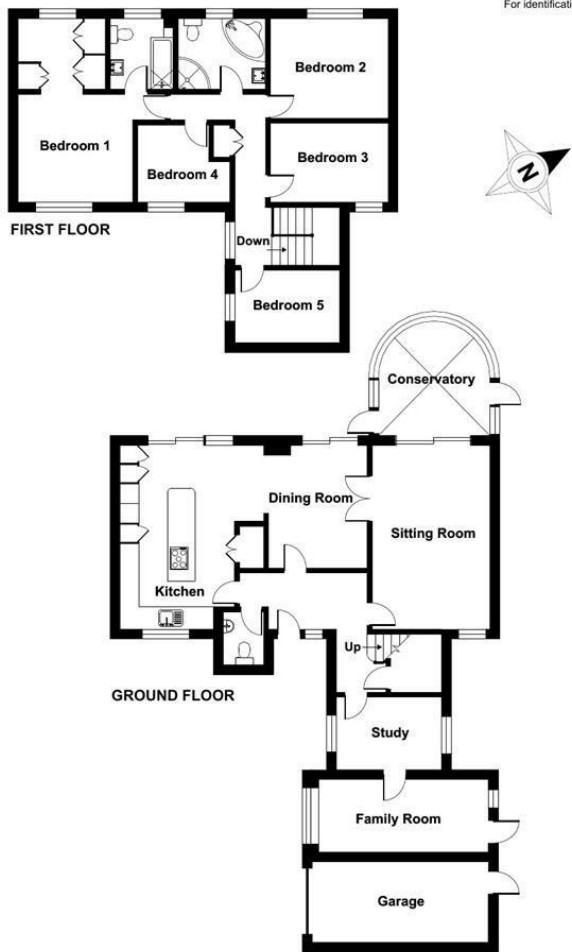 For identificati
Bedroom 2
Bedroom 1
Bedroom 4
Bedroom 3
FIRST FLOOR
Down
Bedroom 5
N
Conservatory
Dining Room
Sitting Room
Kitchen
Up
GROUND FLOOR
Study
Family Room
Garage